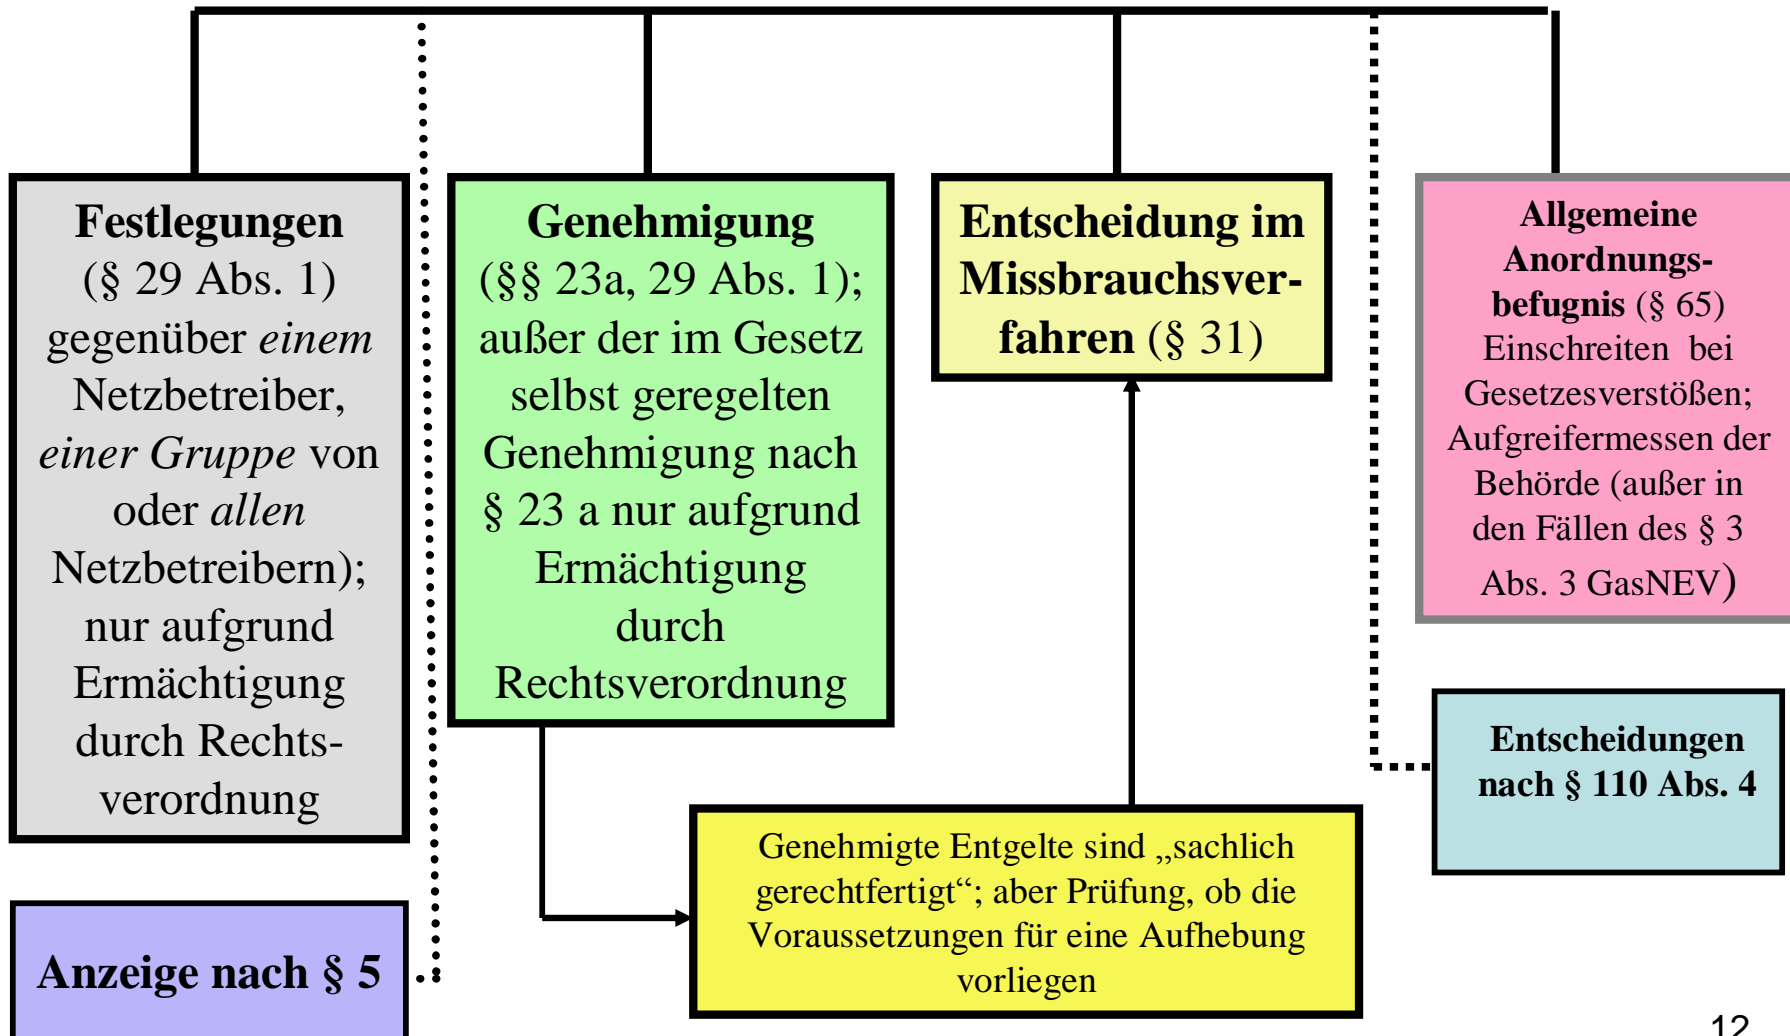 Festlegungen
(§ 29 Abs. 1)
gegenüber einem
Netzbetreiber,
einer Gruppe von
oder allen
Netzbetreibern);
nur aufgrund
Ermächtigung
durch Rechts-
verordnung
Genehmigung
(§§ 23a, 29 Abs. 1);
außer der im Gesetz
selbst geregelten
Genehmigung nach
§ 23 a nur aufgrund
Ermächtigung
durch
Rechtsverordnung
Entscheidung im
Missbrauchsver-
fahren (§ 31)
Allgemeine
Anordnungs-
befugnis (§ 65)
Einschreiten bei
Gesetzesverstößen;
Aufgreifermessen der
Behörde (außer in
den Fällen des § 3
Abs. 3 GasNEV)
Entscheidungen
nach § 110 Abs. 4
Genehmigte Entgelte sind „sachlich
gerechtfertigt“; aber Prüfung, ob die
Voraussetzungen für eine Aufhebung
vorliegen
Anzeige nach § 5
12